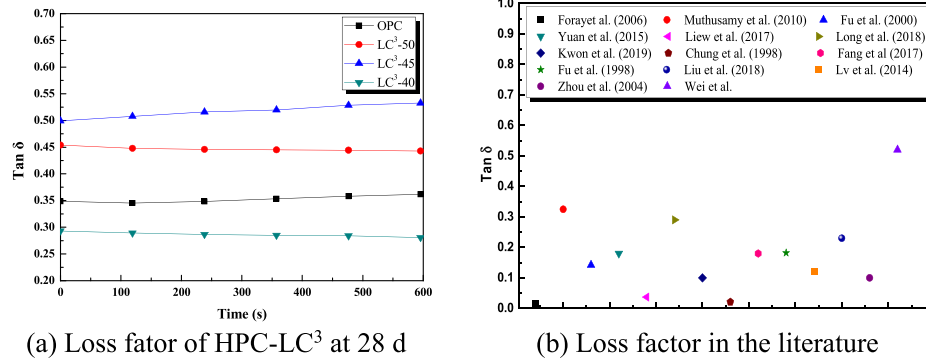 (a)
OPC
LC³-50
LC³-45
LC³-40
Tan δ
0.70
0.65
0.60
0.55
0.50
0.45
0.40
0.35
0.30
0.25
0.20
0 100 200 300 400 500 600
Time (s)
(a) Loss fator of HPC-LC³ at 28 d
(b)
Forayet al. (2006) Muthusamy et al. (2010) Fu et al. (2000)
Yuan et al. (2015) Liew et al. (2017) Long et al. (2018)
Kwon et al. (2019) Chung et al. (1998) Fang et al (2017)
Fu et al. (1998) Liu et al. (2018) Lv et al. (2014)
Zhou et al. (2004) Wei et al.
Tan δ
1.0
0.9
0.8
0.7
0.6
0.5
0.4
0.3
0.2
0.1
0.0
(b) Loss factor in the literature